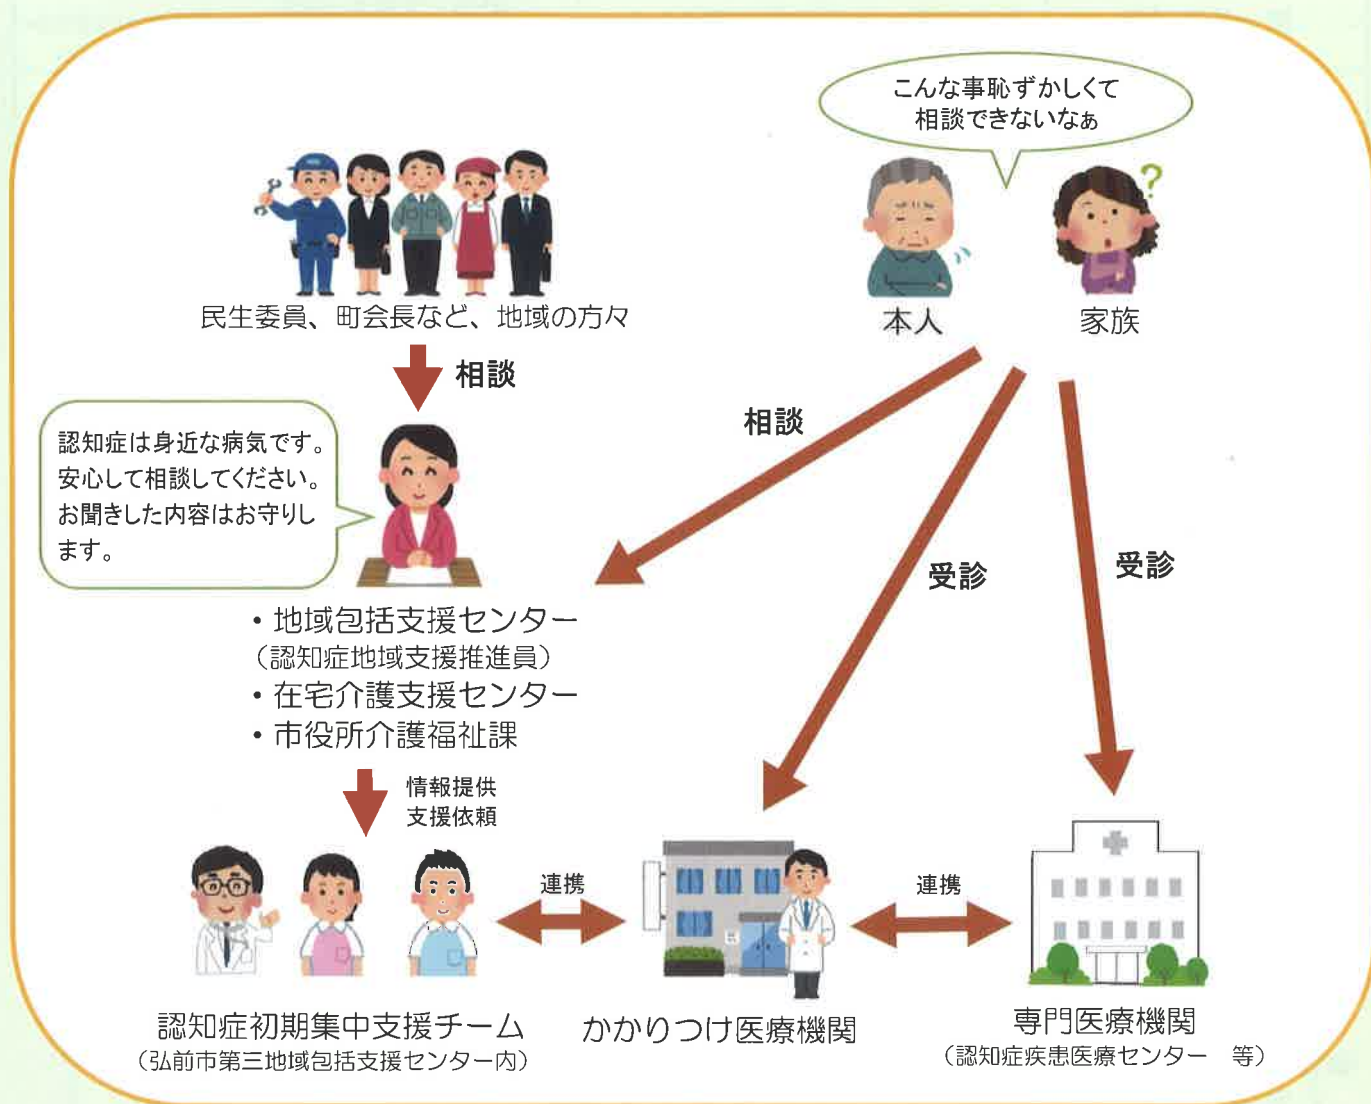 こんな事恥ずかしくて
相談できないなぁ
民生委員、町会長など、地域の方々
本人
家族
相談
相談
認知症は身近な病気です。
安心して相談してください。
お聞きした内容はお守りし
ます。
受診
受診
・地域包括支援センター
（認知症地域支援推進員）
・在宅介護支援センター
・市役所介護福祉課
情報提供
支援依頼
連携
連携
認知症初期集中支援チーム
（弘前市第三地域包括支援センター内）
かかりつけ医療機関
専門医療機関
（認知症疾患医療センター　等）